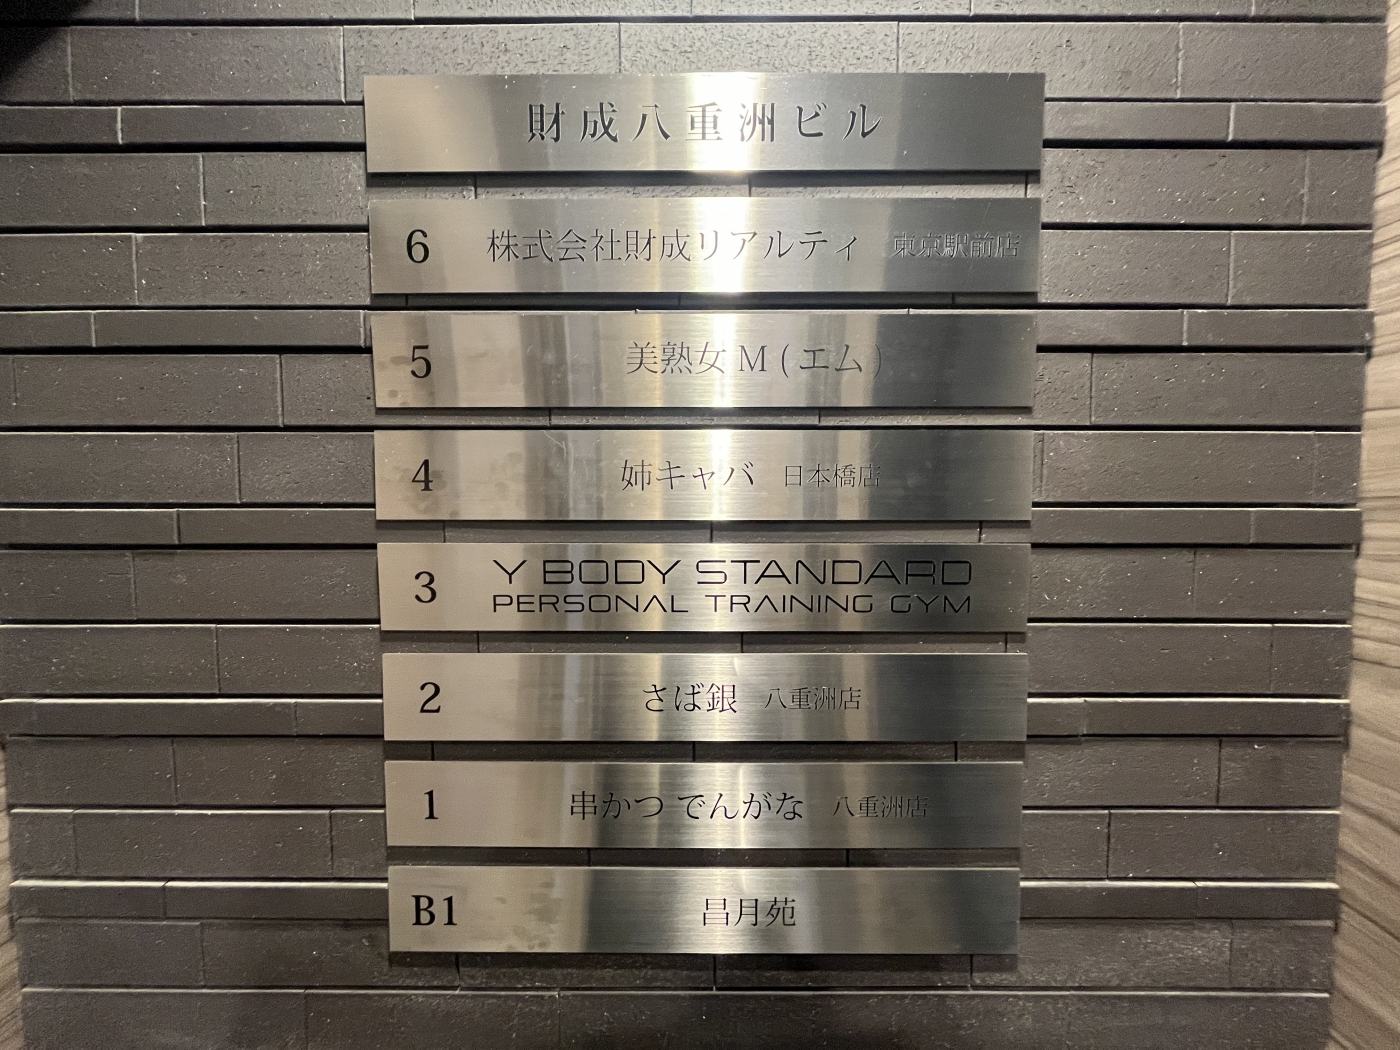 財成八重洲ビル
6 株式会社財成リアルティ 東京駅前店
5 美熟女 M ( エム )
4 姉キャバ 日本橋店
3 Y BODY STANDARD
PERSONAL TRAINING GYM
2 さば銀 八重洲店
1 串かつ でんがな 八重洲店
B1 昌月苑